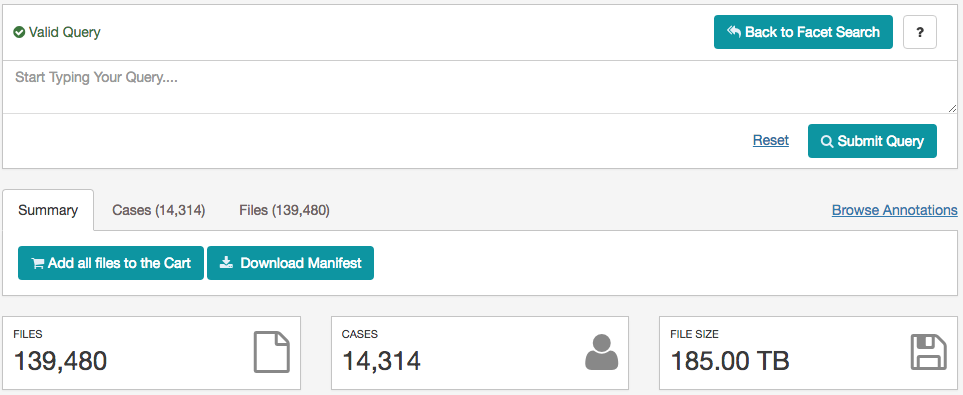 Valid Query
Back to Facet Search
?
Start Typing Your Query....
Reset
Submit Query
Summary
Cases (14,314)
Files (139,480)
Browse Annotations
Add all files to the Cart
Download Manifest
FILES
139,480
CASES
14,314
FILE SIZE
185.00 TB